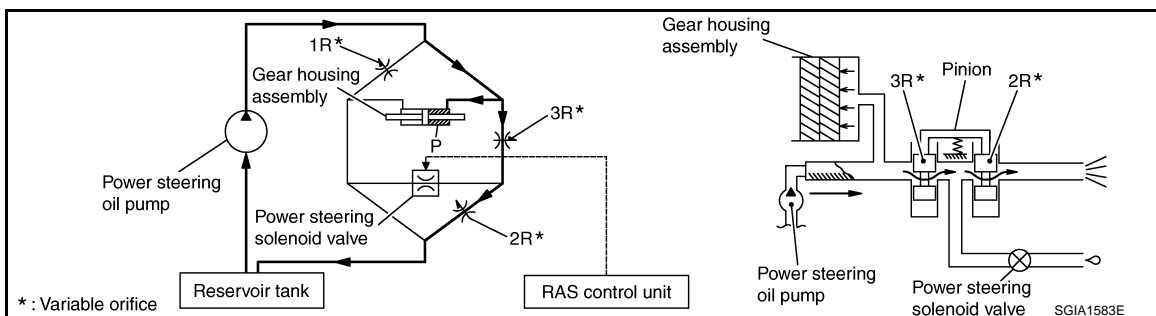 1R*
Gear housing
assembly
P
3R*
Power steering
oil pump
Power steering
solenoid valve
2R*
Reservoir tank
RAS control unit
* : Variable orifice
Gear housing
assembly
Pinion
3R*
2R*
Power steering
oil pump
Power steering
solenoid valve
SGIA1583E